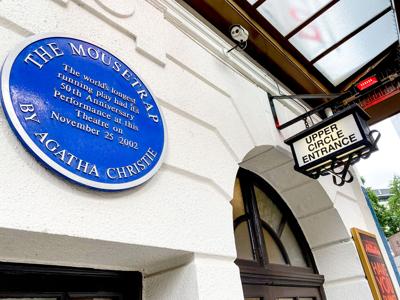 THE MOUSETRAP
The world's longest
running play had its
50th Anniversary
Performance at this
Theatre on
November 25 2002
BY AGATHA CHRISTIE
UPPER
CIRCLE
ENTRANCE